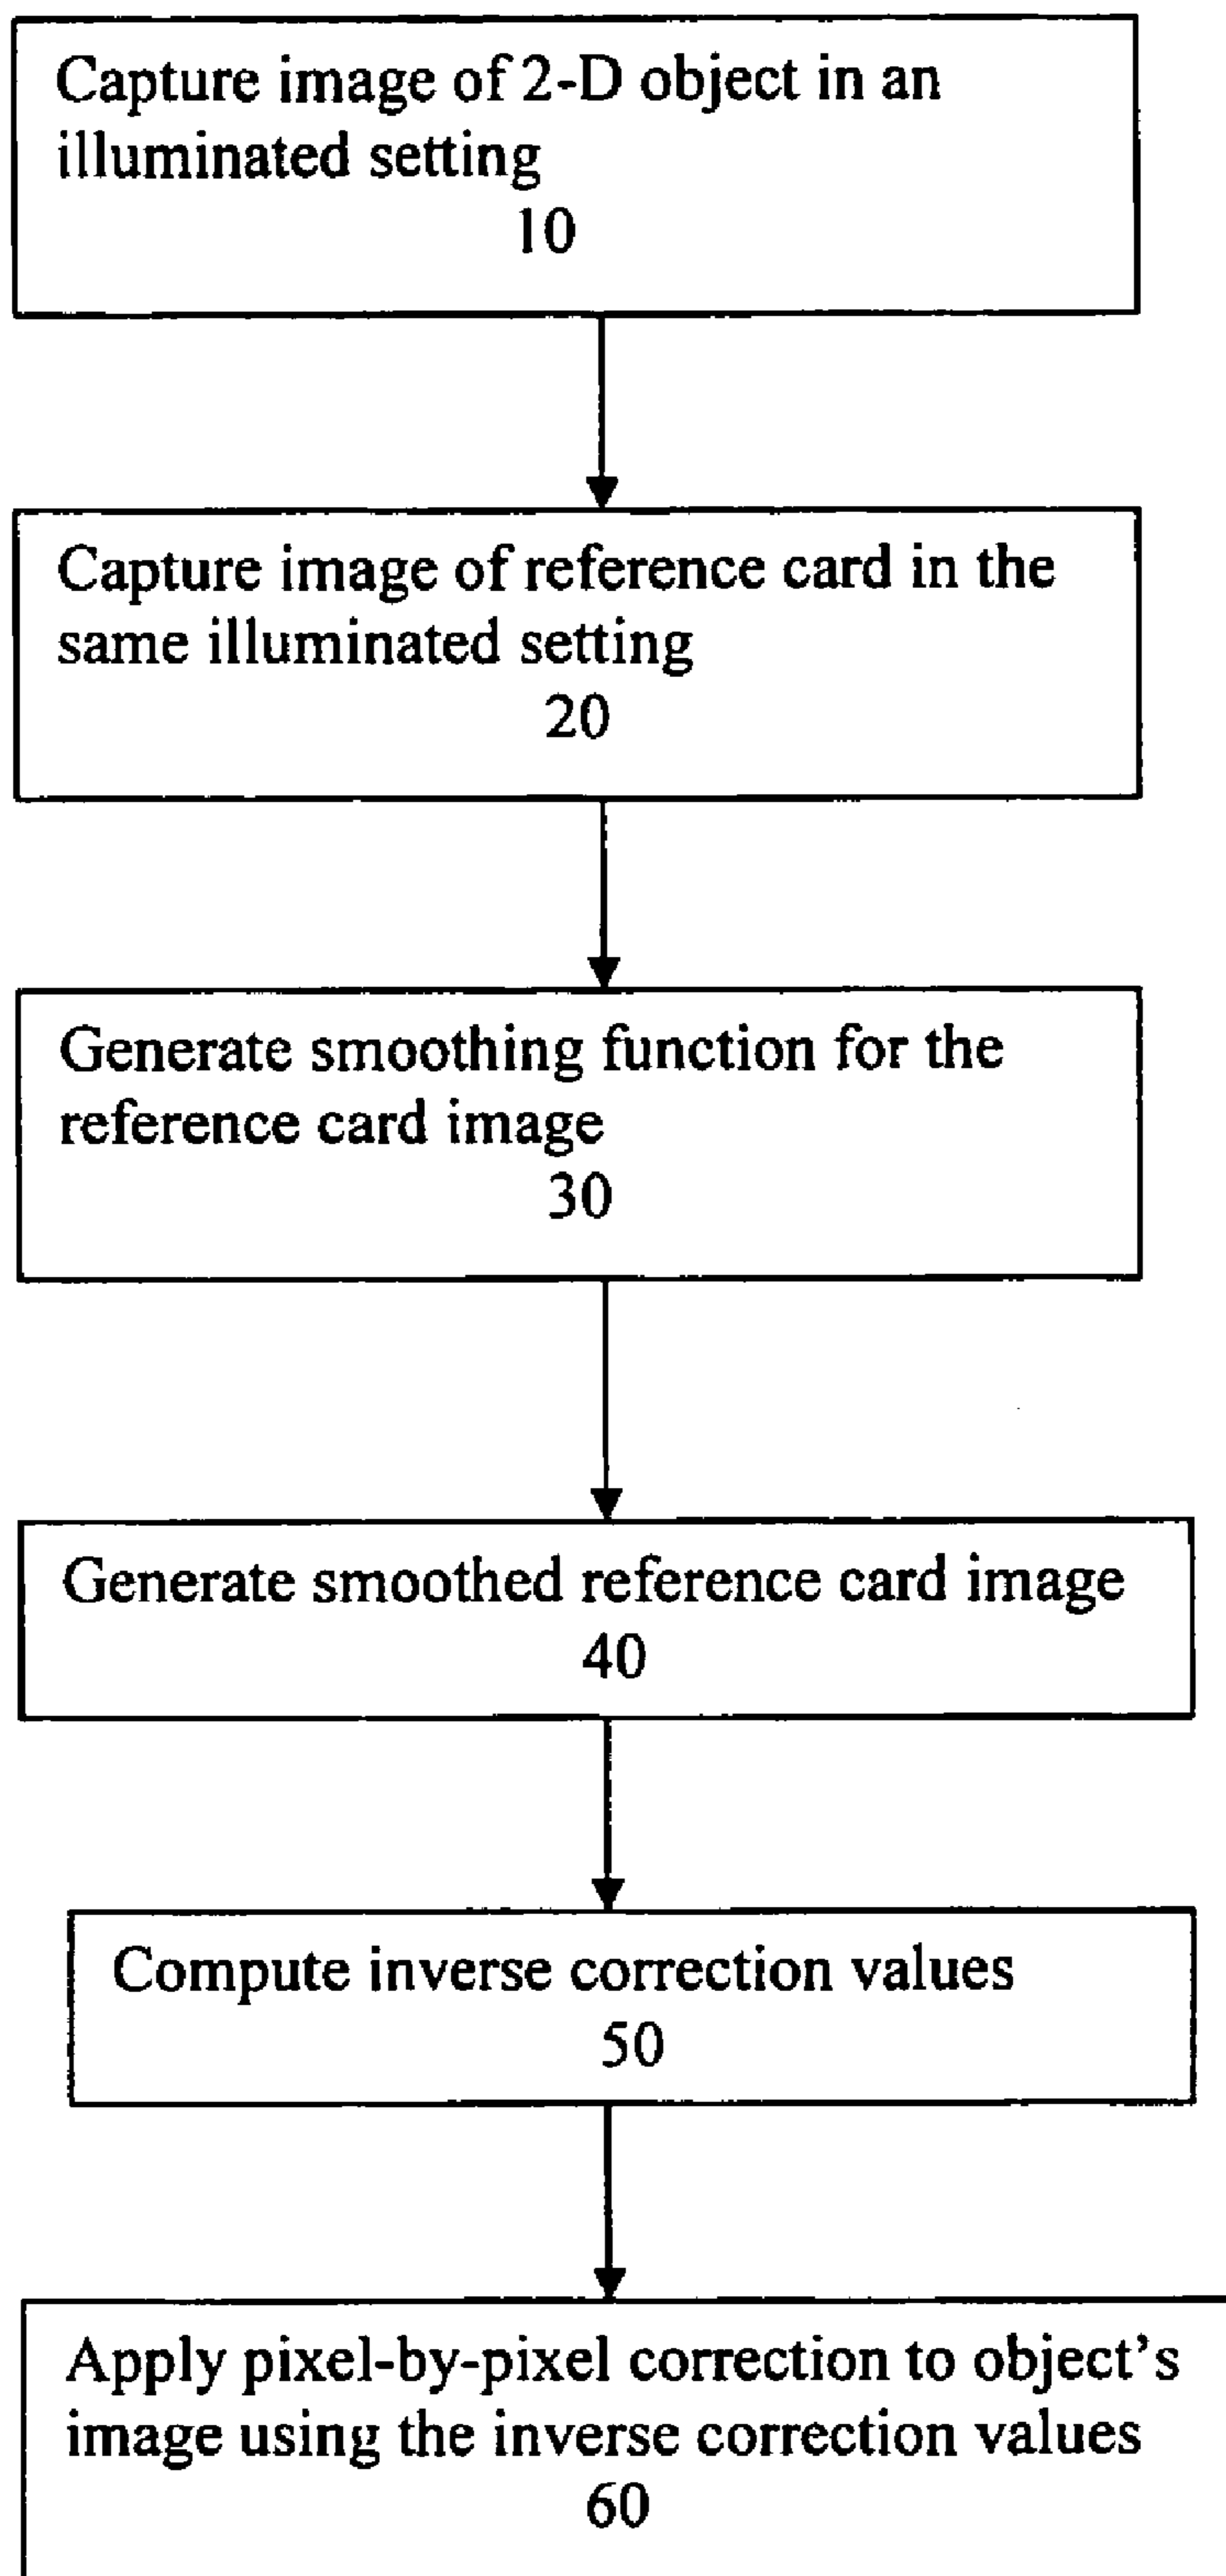 Capture image of 2-D object in an
illuminated setting
10
Capture image of reference card in the
same illuminated setting
20
Generate smoothing function for the
reference card image
30
Generate smoothed reference card image
40
Compute inverse correction values
50
Apply pixel-by-pixel correction to object's
image using the inverse correction values
60